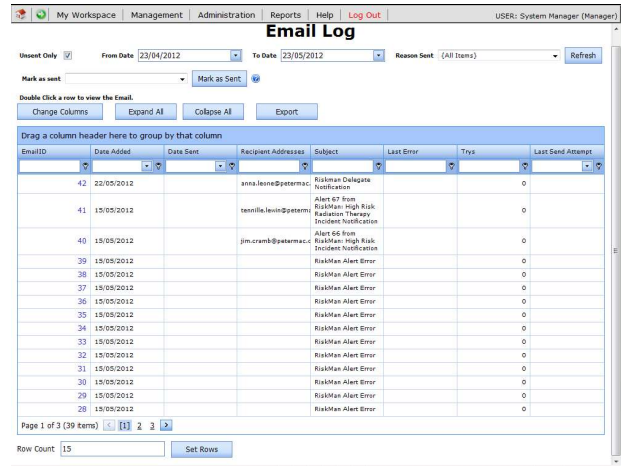 My Workspace | Management | Administration | Reports | Help | Log Out USER: System Manager (Manager)
Email Log
Unsent Only From Date 23/04/2012 To Date 23/05/2012 Reason Sent {All Items} Refresh
Mark as sent Mark as Sent
Double Click a row to view the Email.
Change Columns Expand All Collapse All Export
Drag a column header here to group by that column
EmailID Date Added Date Sent Recipient Addresses Subject Last Error Trys Last Send Attempt
42 22/05/2012 anna.leone@petermac. Riskman Delegate Notification 0
41 15/05/2012 tennille.lewin@peterma Alert 67 from RiskMan: High Risk Radiation Therapy Incident Notification 0
40 15/05/2012 jim.cramb@petermac.c Alert 66 from RiskMan: High Risk Incident Notification 0
39 15/05/2012 RiskMan Alert Error 0
38 15/05/2012 RiskMan Alert Error 0
37 15/05/2012 RiskMan Alert Error 0
36 15/05/2012 RiskMan Alert Error 0
35 15/05/2012 RiskMan Alert Error 0
34 15/05/2012 RiskMan Alert Error 0
33 15/05/2012 RiskMan Alert Error 0
32 15/05/2012 RiskMan Alert Error 0
31 15/05/2012 RiskMan Alert Error 0
30 15/05/2012 RiskMan Alert Error 0
29 15/05/2012 RiskMan Alert Error 0
28 15/05/2012 RiskMan Alert Error 0
Page 1 of 3 (39 items) < [1] 2 3 >
Row Count 15 Set Rows